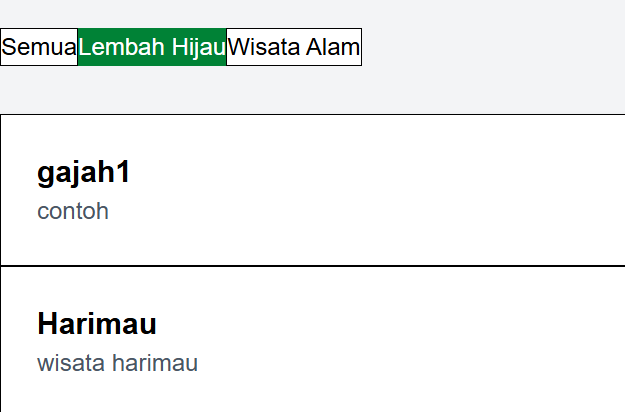 Semua Lembah Hijau Wisata Alam
gajah1
contoh
Harimau
wisata harimau